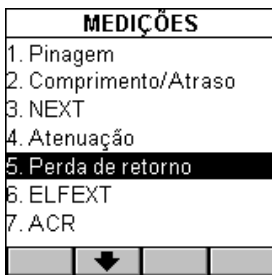 MEDIÇÕES
1. Pinagem
2. Comprimento/Atraso
3. NEXT
4. Atenuação
5. Perda de retorno
6. ELFEXT
7. ACR